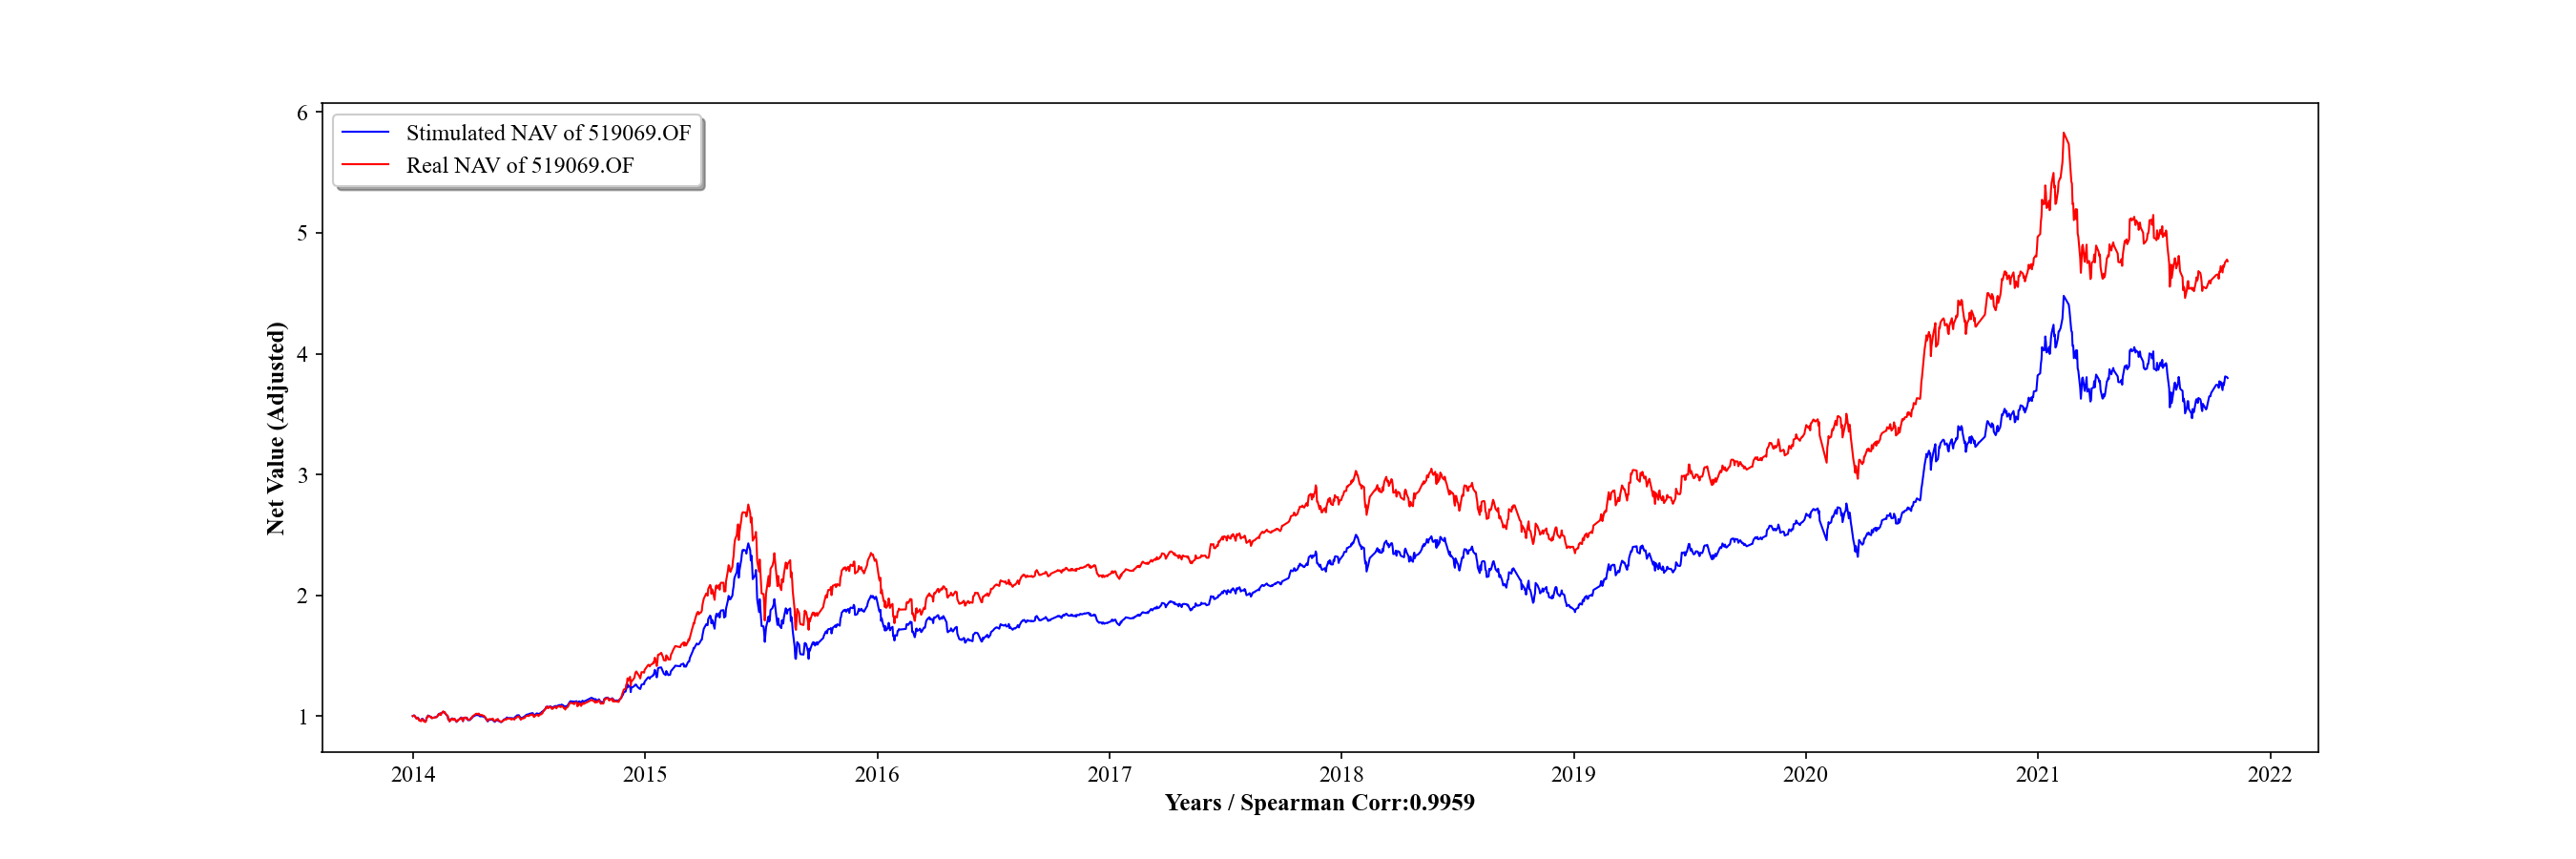 Stimulated NAV of 519069.OF
Real NAV of 519069.OF
6
5
4
3
2
1
Net Value (Adjusted)
2014 2015 2016 2017 2018 2019 2020 2021 2022
Years / Spearman Corr:0.9959